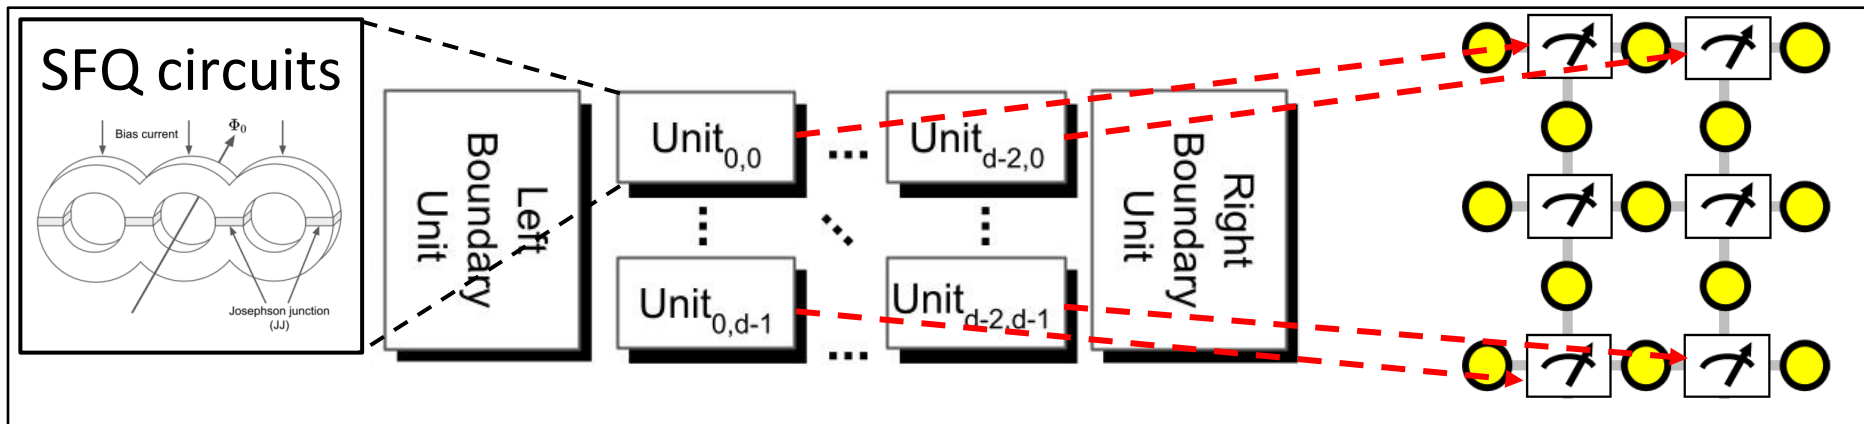 SFQ circuits
Bias current
Φ0
Josephson junction
(JJ)
Left
Boundary
Unit
Unit0,0
...
Unitd-2,0
Unit0,d-1
...
Unitd-2,d-1
Right
Boundary
Unit